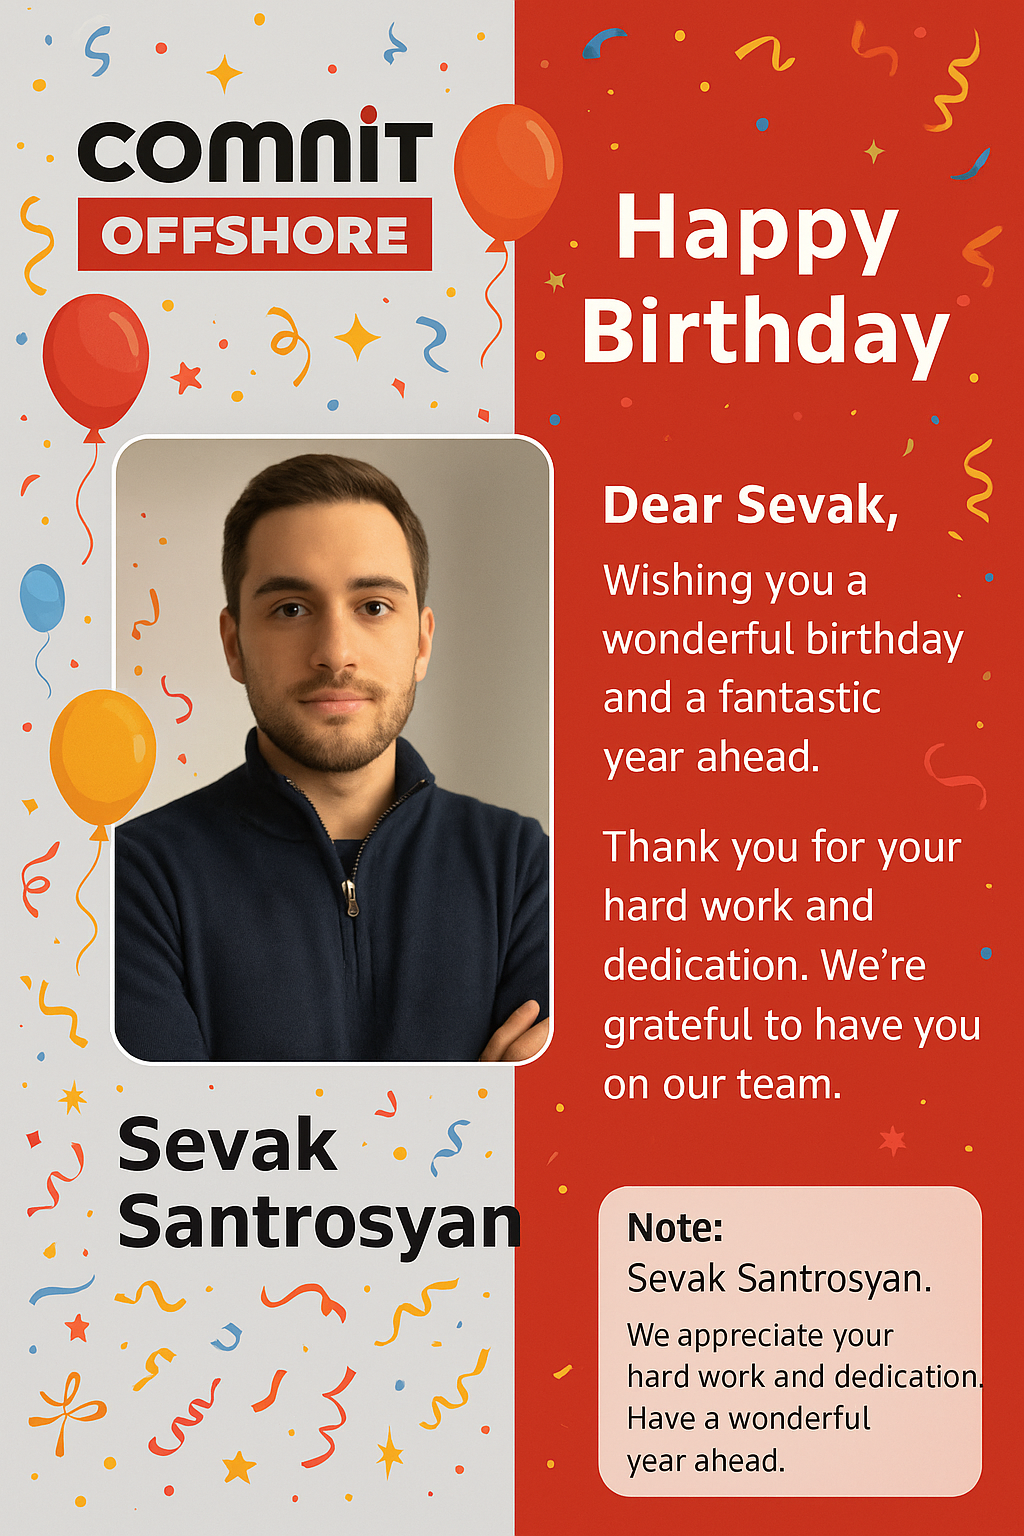 comniT
OFFSHORE
Happy
Birthday
Dear Sevak,
Wishing you a
wonderful birthday
and a fantastic
year ahead.
Thank you for your
hard work and
dedication. We’re
grateful to have you
on our team.
Sevak
Santrosyan
Note:
Sevak Santrosyan.
We appreciate your
hard work and dedication.
Have a wonderful
year ahead.